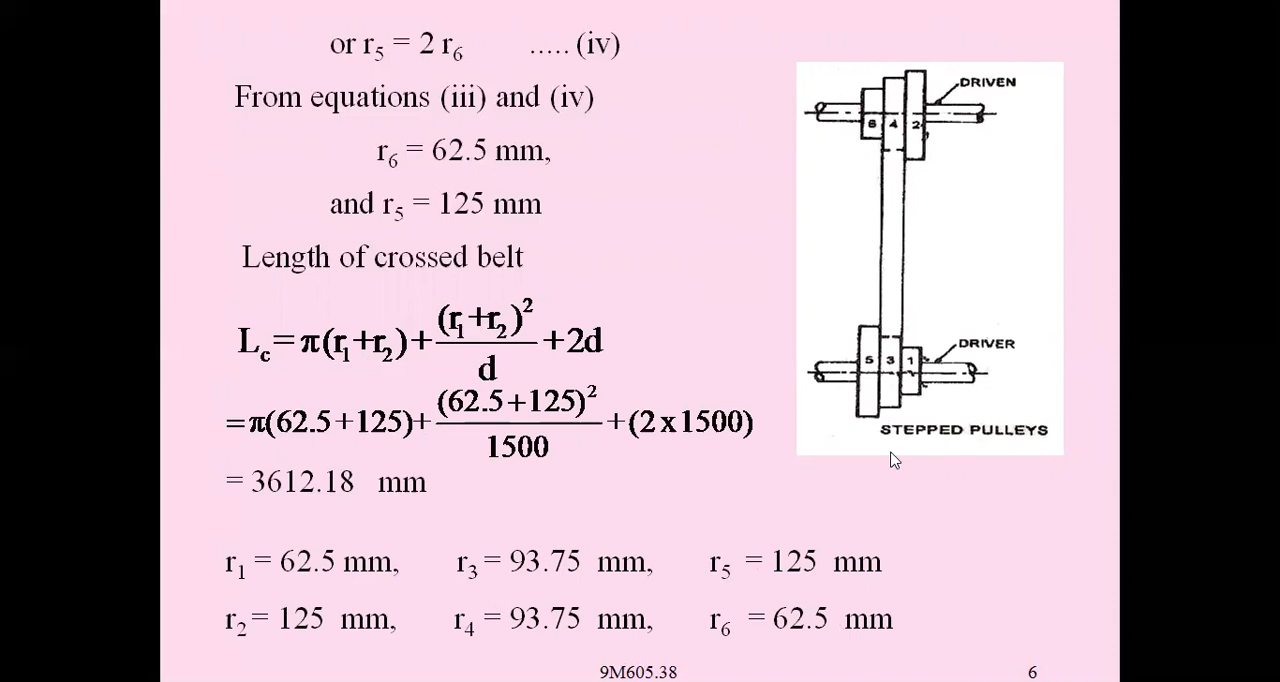 or r₅ = 2 r₆ ..... (iv)
From equations (iii) and (iv)
r₆ = 62.5 mm,
and r₅ = 125 mm
Length of crossed belt
L_c = π(r₁+r₂) + (r₁+r₂)²/d + 2d
= π(62.5+125) + (62.5+125)²/1500 + (2x1500)
= 3612.18 mm
r₁ = 62.5 mm, r₃ = 93.75 mm, r₅ = 125 mm
r₂ = 125 mm, r₄ = 93.75 mm, r₆ = 62.5 mm
DRIVEN
6 4 2
DRIVER
5 3 1
STEPPED PULLEYS
9M605.38 6